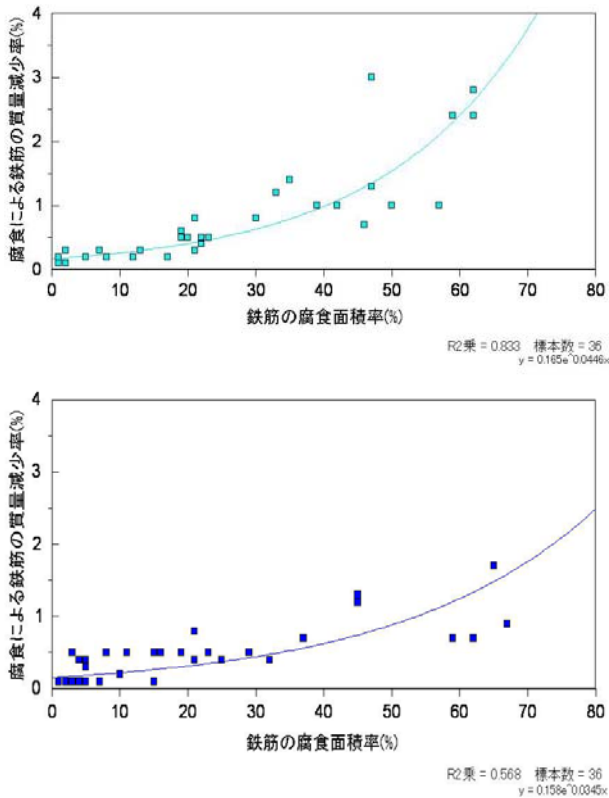 腐食による鉄筋の質量減少率(%)
4
3
2
1
0
0 10 20 30 40 50 60 70 80
鉄筋の腐食面積率(%)
R2乗 = 0.833 標本数 = 36
y = 0.165e^0.0446x
腐食による鉄筋の質量減少率(%)
4
3
2
1
0
0 10 20 30 40 50 60 70 80
鉄筋の腐食面積率(%)
R2乗 = 0.568 標本数 = 36
y = 0.158e^0.0345x